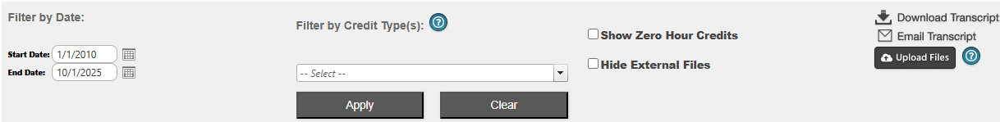 Filter by Date:
Start Date: 1/1/2010
End Date: 10/1/2025
Filter by Credit Type(s): ?
-- Select --
Apply Clear
Show Zero Hour Credits
Hide External Files
Download Transcript
Email Transcript
Upload Files ?